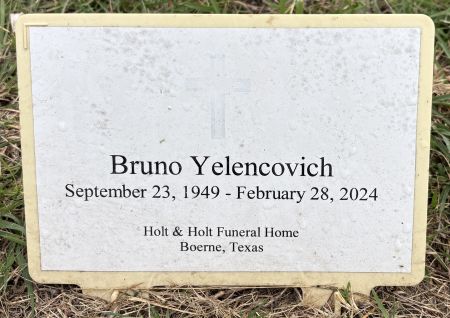 Bruno Yelencovich
September 23, 1949 - February 28, 2024
Holt & Holt Funeral Home
Boerne, Texas